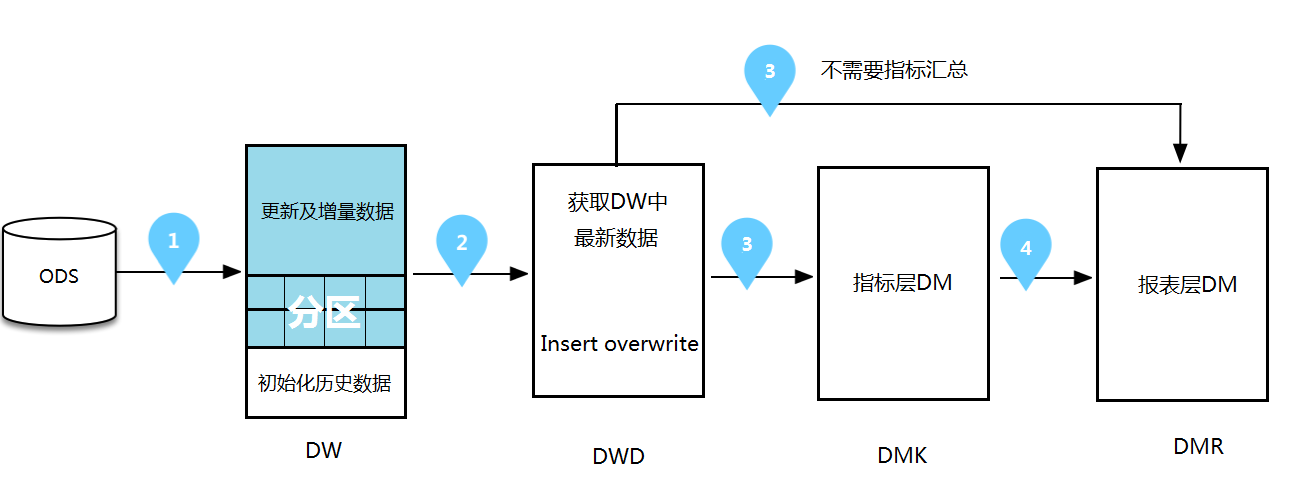 3
不需要指标汇总
ODS
1
更新及增量数据
分区
初始化历史数据
DW
2
获取DW中
最新数据
Insert overwrite
DWD
3
指标层DM
DMK
4
报表层DM
DMR